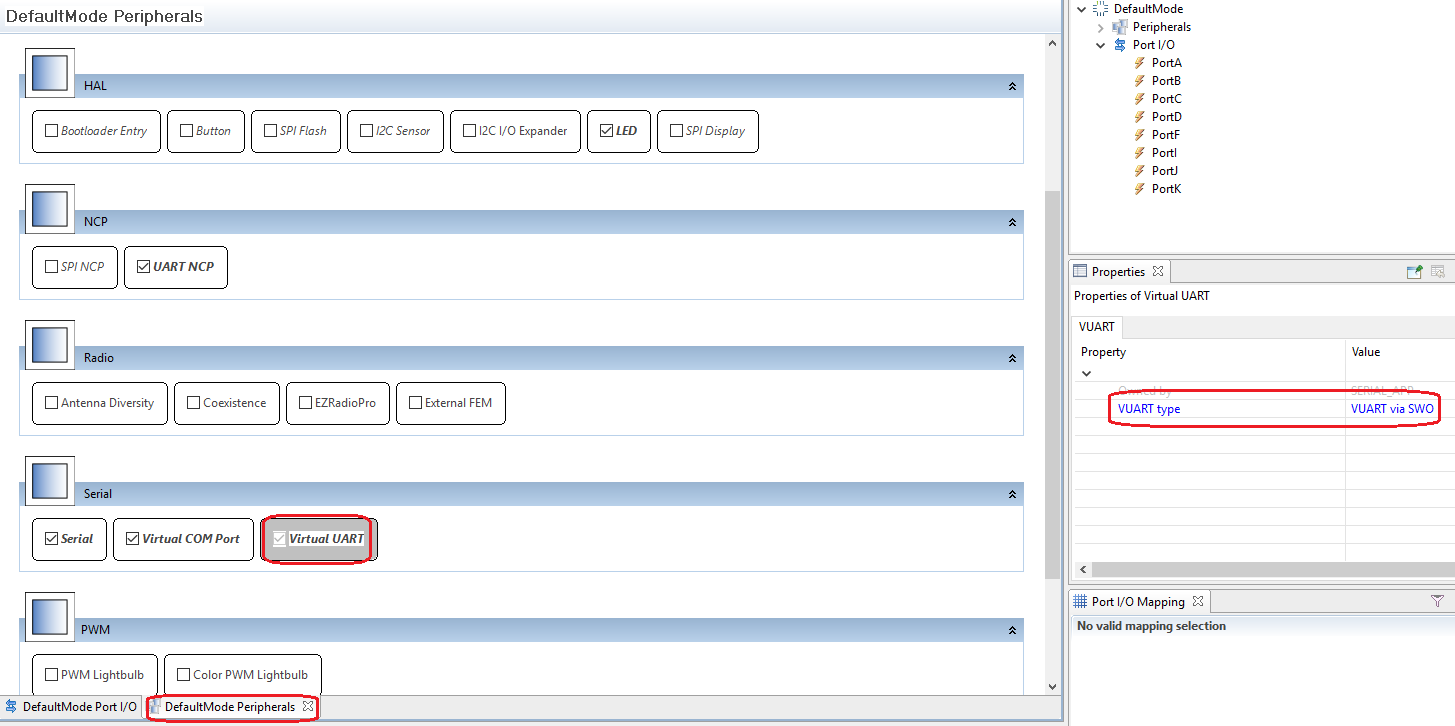 DefaultMode Peripherals
HAL
Bootloader Entry
Button
SPI Flash
I2C Sensor
I2C I/O Expander
LED
SPI Display
NCP
SPI NCP
UART NCP
Radio
Antenna Diversity
Coexistence
EZRadioPro
External FEM
Serial
Serial
Virtual COM Port
Virtual UART
PWM
PWM Lightbulb
Color PWM Lightbulb
DefaultMode Port I/O
DefaultMode Peripherals
DefaultMode
Peripherals
Port I/O
PortA
PortB
PortC
PortD
PortF
PortI
PortJ
PortK
Properties
Properties of Virtual UART
VUART
Property Value
Owned by SERIAL_APP
VUART type VUART via SWO
Port I/O Mapping
No valid mapping selection